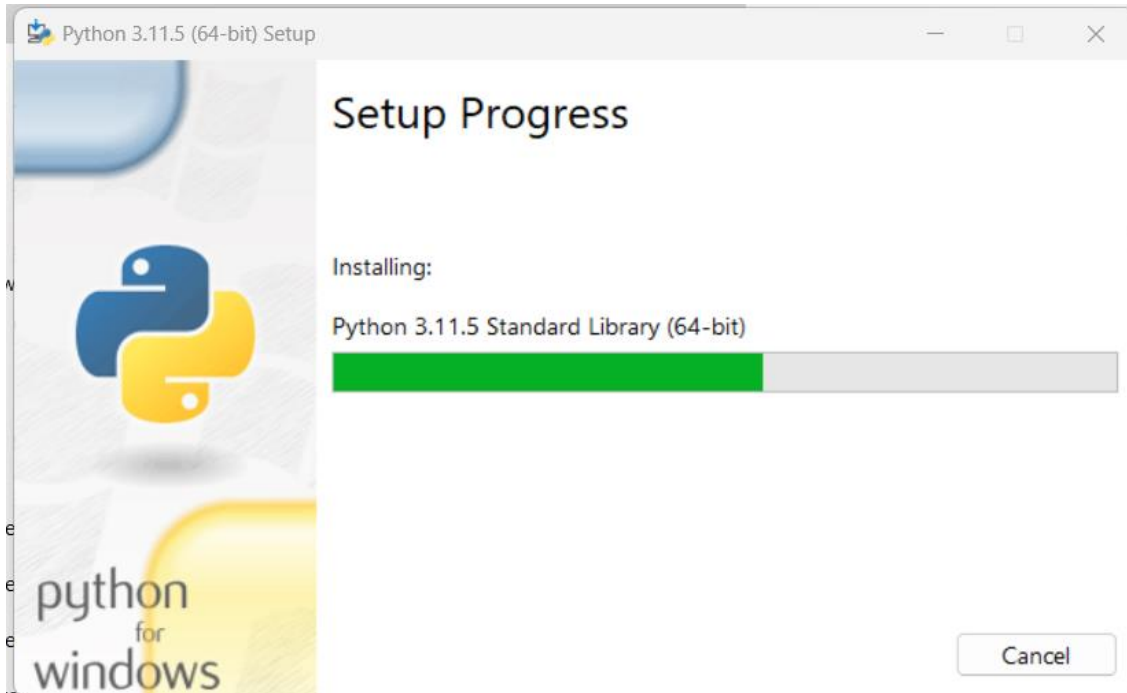 Python 3.11.5 (64-bit) Setup
Setup Progress
Installing:
Python 3.11.5 Standard Library (64-bit)
python
for
windows
Cancel